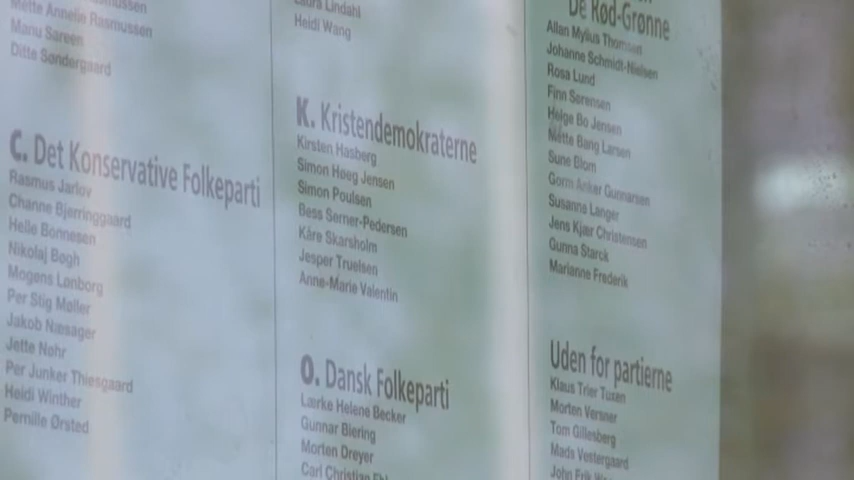 Mette Annelie Rasmussen
Manu Sareen
Ditte Søndergaard
C. Det Konservative Folkeparti
Rasmus Jarlov
Channe Bjerringgaard
Helle Bonnesen
Nikolaj Bøgh
Mogens Lønborg
Per Stig Møller
Jakob Næsager
Jette Nohr
Per Junker Thiesgaard
Heidi Winther
Pernille Ørsted
Laura Lindahl
Heidi Wang
K. Kristendemokraterne
Kirsten Hasberg
Simon Høeg Jensen
Simon Poulsen
Bess Serner-Pedersen
Kåre Skarsholm
Jesper Truelsen
Anne-Marie Valentin
O. Dansk Folkeparti
Lærke Helene Becker
Gunnar Biering
Morten Dreyer
Carl Christian
De Rød-Grønne
Allan Mylius Thomsen
Johanne Schmidt-Nielsen
Rosa Lund
Finn Sørensen
Helge Bo Jensen
Mette Bang Larsen
Sune Blom
Gorm Anker Gunnarsen
Susanne Langer
Jens Kjær Christensen
Gunna Starck
Marianne Frederik
Uden for partierne
Klaus Trier Tuxen
Morten Versner
Tom Gillesberg
Mads Vestergaard
John Erik